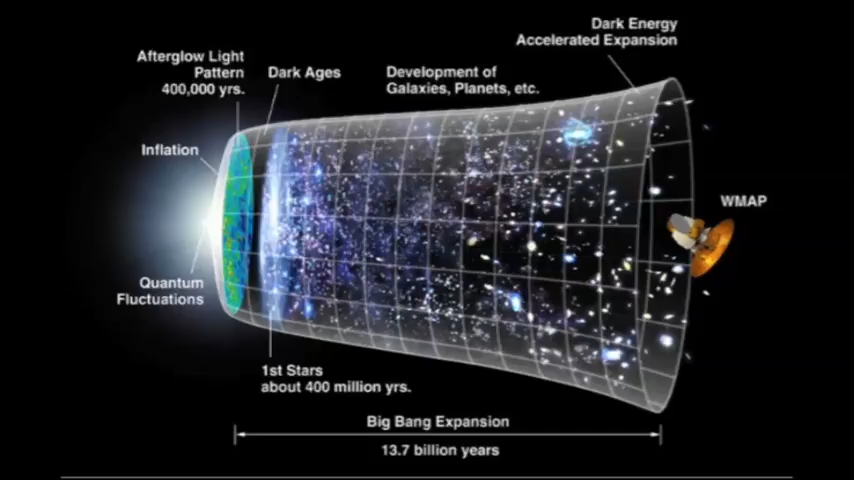 Dark Energy
Accelerated Expansion
Afterglow Light
Pattern
400,000 yrs.
Dark Ages
Development of
Galaxies, Planets, etc.
Inflation
WMAP
Quantum
Fluctuations
1st Stars
about 400 million yrs.
Big Bang Expansion
13.7 billion years